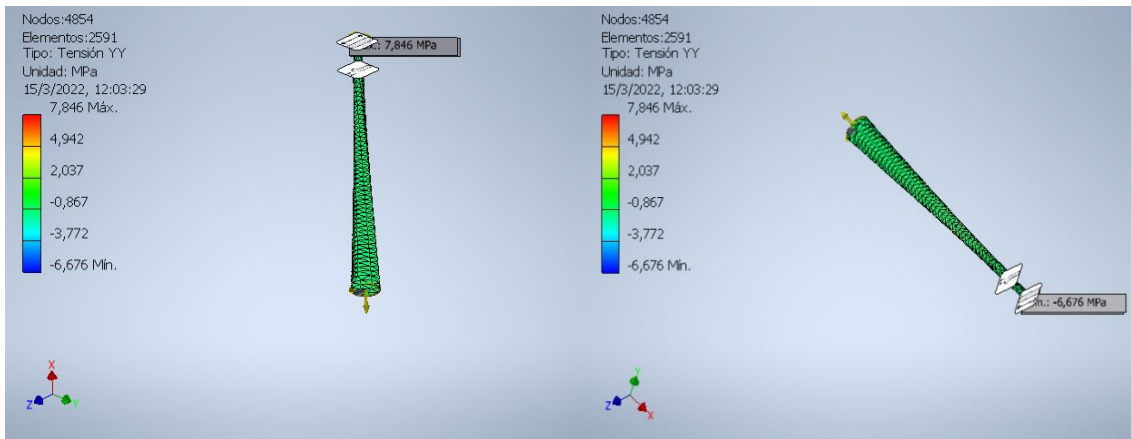 Nodos:4854
Elementos:2591
Tipo: Tensión YY
Unidad: MPa
15/3/2022, 12:03:29
7,846 Máx.
4,942
2,037
-0,867
-3,772
-6,676 Mín.
7,846 MPa
X
Z
Y
Nodos:4854
Elementos:2591
Tipo: Tensión YY
Unidad: MPa
15/3/2022, 12:03:29
7,846 Máx.
4,942
2,037
-0,867
-3,772
-6,676 Mín.
-6,676 MPa
Y
Z
X